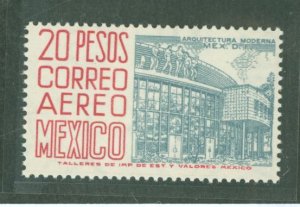 20 PESOS
CORREO
AEREO
MEXICO
ARQUITECTURA MODERNA
MEX. D.F.
TALLERES DE IMP. DE EST. Y VALORES. MEXICO